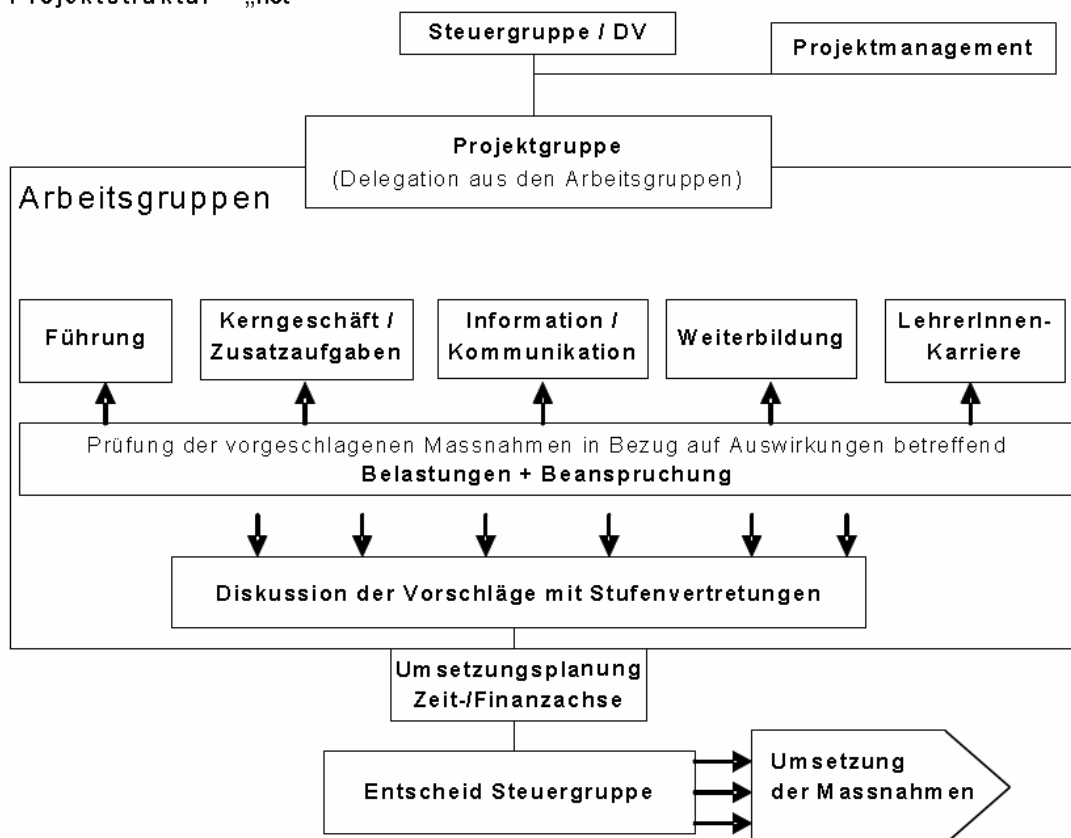 Projektstruktur
Steuergruppe / DV
Projektmanagement
Projektgruppe
(Delegation aus den Arbeitsgruppen)
Arbeitsgruppen
Führung
Kerngeschäft /
Zusatzaufgaben
Information /
Kommunikation
Weiterbildung
LehrerInnen-
Karriere
Prüfung der vorgeschlagenen Massnahmen in Bezug auf Auswirkungen betreffend
Belastungen + Beanspruchung
Diskussion der Vorschläge mit Stufenvertretungen
Umsetzungsplanung
Zeit-/Finanzachse
Entscheid Steuergruppe
Umsetzung
der Massnahmen